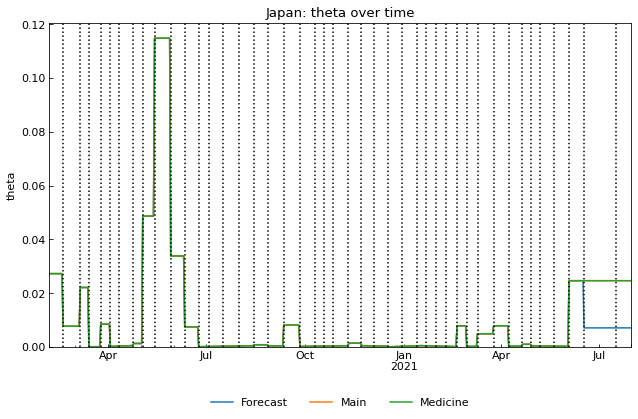 Japan: theta over time
0.12
0.10
0.08
0.06
0.04
0.02
0.00
theta
Apr Jul Oct Jan Apr Jul
2021
Forecast Main Medicine